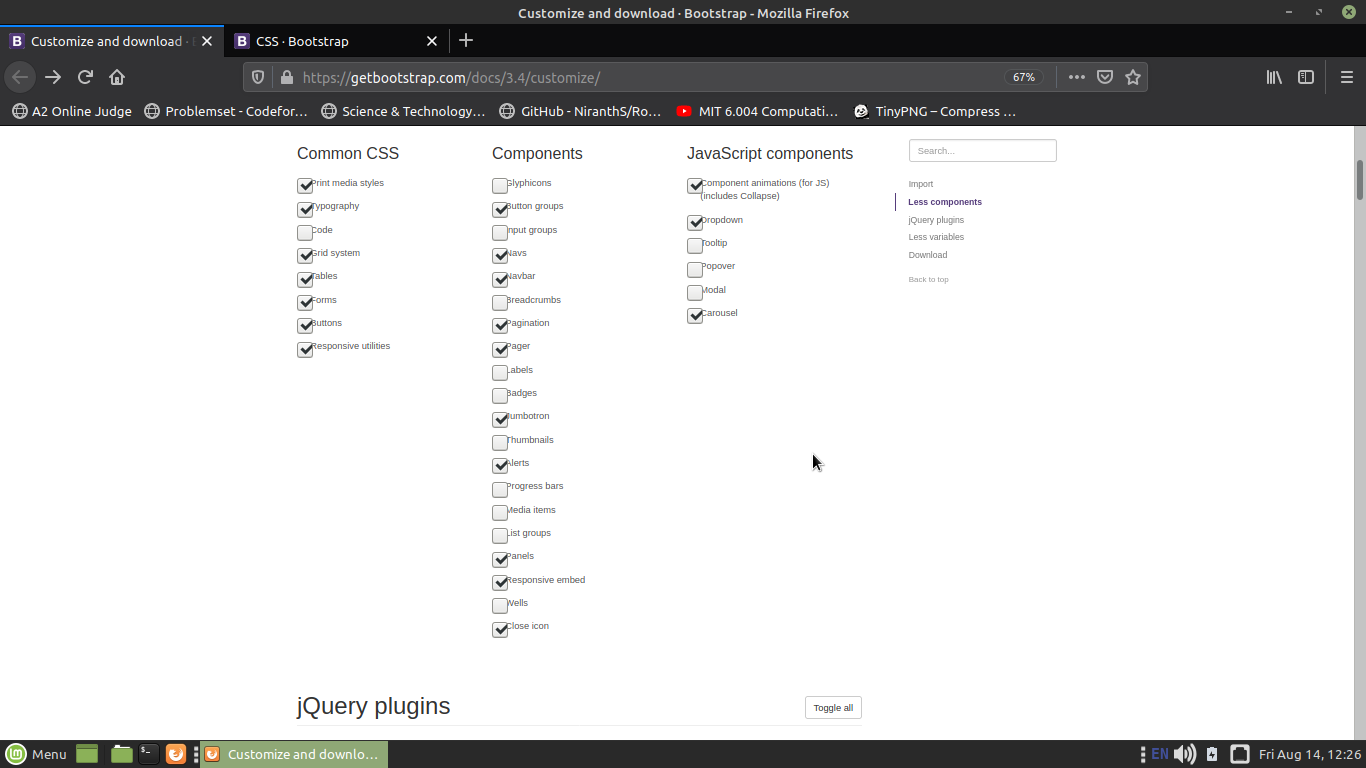 Customize and download · Bootstrap - Mozilla Firefox
Customize and download ·
CSS · Bootstrap
https://getbootstrap.com/docs/3.4/customize/
67%
A2 Online Judge
Problemset - Codefor...
Science & Technology...
GitHub - NiranthS/Ro...
MIT 6.004 Computati...
TinyPNG – Compress ...
Common CSS
Print media styles
Typography
Code
Grid system
Tables
Forms
Buttons
Responsive utilities
Components
Glyphicons
Button groups
Input groups
Navs
Navbar
Breadcrumbs
Pagination
Pager
Labels
Badges
Jumbotron
Thumbnails
Alerts
Progress bars
Media items
List groups
Panels
Responsive embed
Wells
Close icon
JavaScript components
Component animations (for JS)
(includes Collapse)
Dropdown
Tooltip
Popover
Modal
Carousel
Search...
Import
Less components
jQuery plugins
Less variables
Download
Back to top
jQuery plugins
Toggle all
Menu
Customize and downlo...
EN
Fri Aug 14, 12:26